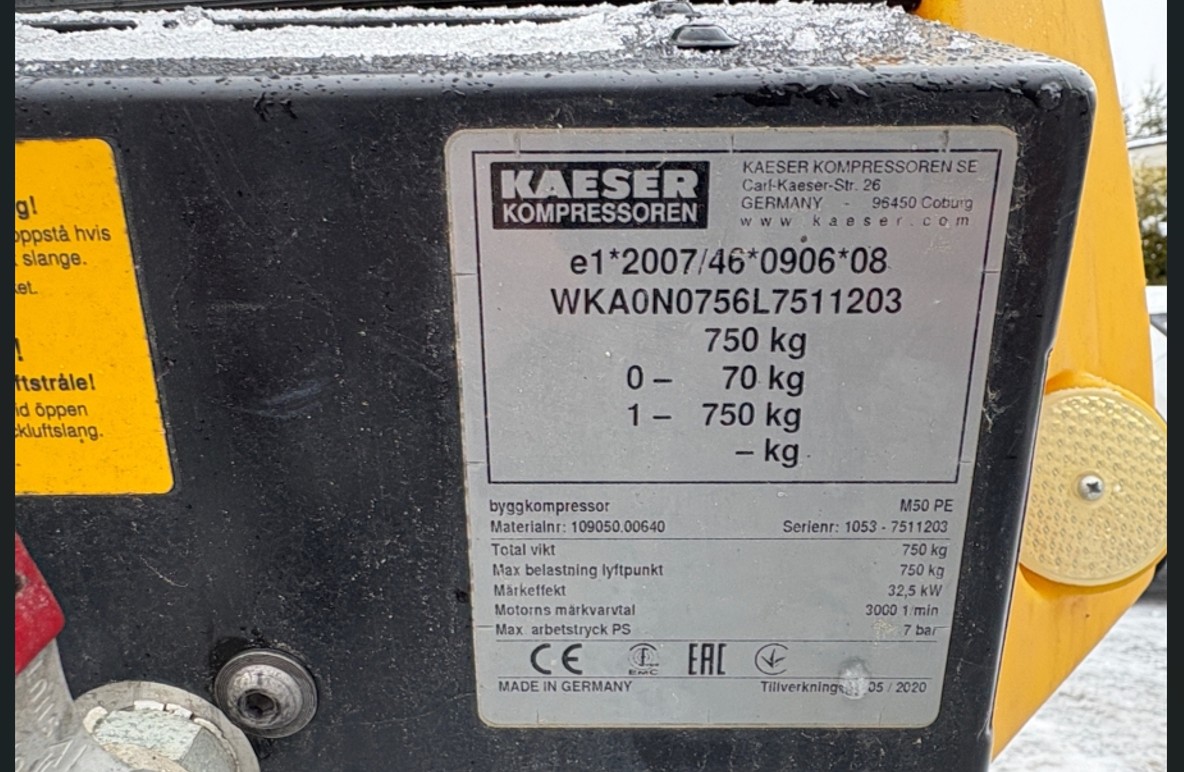 g!
oppstå hvis
slange.
ket.
!
ftstråle!
id öppen
ckluftslang.
KAESER
KOMPRESSOREN
KAESER KOMPRESSOREN SE
Carl-Kaeser-Str. 26
GERMANY - 96450 Coburg
www.kaeser.com
e1*2007/46*0906*08
WKA0N0756L7511203
750 kg
0 – 70 kg
1 – 750 kg
– kg
byggkompressor M50 PE
Materialnr: 109050.00640 Serienr: 1053 - 7511203
Total vikt 750 kg
Max belastning lyftpunkt 750 kg
Märkeffekt 32,5 kW
Motorns märkvarvtal 3000 1/min
Max. arbetstryck PS 7 bar
CE EMC EAC
MADE IN GERMANY Tillverknings 05 / 2020